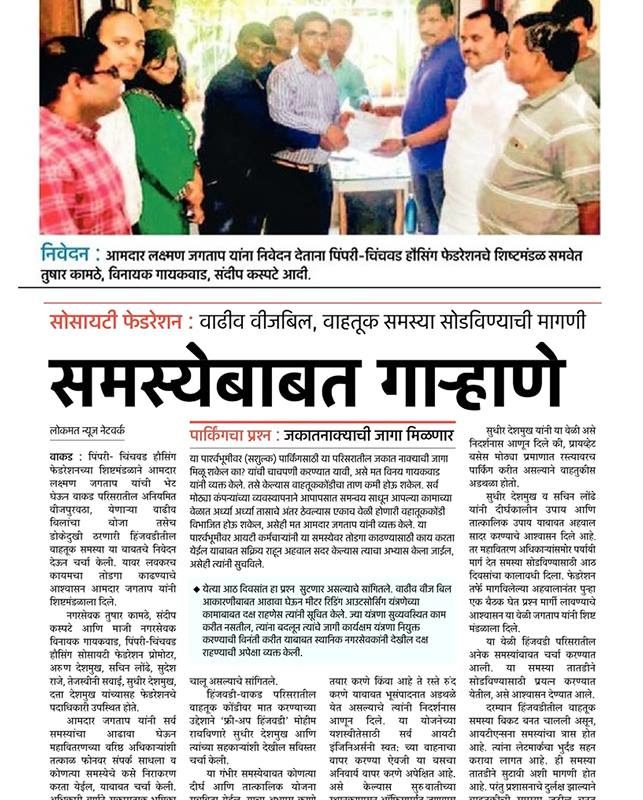 निवेदन : आमदार लक्ष्मण जगताप यांना निवेदन देताना पिंपरी-चिंचवड हौसिंग फेडरेशनचे शिष्टमंडळ समवेत
तुषार कामठे, विनायक गायकवाड, संदीप कस्पटे आदी.
सोसायटी फेडरेशन : वाढीव वीजबिल, वाहतूक समस्या सोडविण्याची मागणी
समस्येबाबत गाऱ्हाणे
लोकमत न्यूज नेटवर्क
वाकड : पिंपरी- चिंचवड हौसिंग
फेडरेशनच्या शिष्टमंडळाने आमदार
लक्ष्मण जगताप यांची भेट
घेऊन वाकड परिसरातील अनियमित
वीजपुरवठा, येणाऱ्या वाढीव
बिलांचा बोजा तसेच
डोकेदुखी ठरणारी हिंजवडीतील
वाहतूक समस्या या बाबतचे निवेदन
देऊन चर्चा केली. यावर लवकरच
कायमचा तोडगा काढण्याचे
आश्वासन आमदार जगताप यांनी
शिष्टमंडळाला दिले.
नगरसेवक तुषार कामठे, संदीप
कस्पटे आणि माजी नगरसेवक
विनायक गायकवाड, पिंपरी-चिंचवड
हौसिंग सोसायटी फेडरेशन प्रोमोटर,
अरुण देशमुख, सचिन लोंढे, सुदेश
राजे, तेजस्वीनी सवाई, सुधीर देशमुख,
दत्ता देशमुख यांच्यासह फेडरेशनचे
पदाधिकारी उपस्थित होते.
आमदार जगताप यांनी सर्व
समस्यांचा आढावा घेऊन
महावितरणच्या वरिष्ठ अधिकाऱ्यांशी
तत्काळ फोनवर संपर्क साधला व
कोणत्या समस्येचे कसे निराकरण
करता येईल, याबाबत चर्चा केली.
पार्किंगचा प्रश्न : जकातनाक्याची जागा मिळणार
या पार्श्वभूमीवर (सशुल्क) पार्किंगसाठी या परिसरातील जकात नाक्याची जागा
मिळू शकेल का? यांची चाचपणी करण्यात यावी, असे मत विनय गायकवाड
यांनी व्यक्त केले. तसे केल्यास वाहतूककोंडीचा ताण कमी होऊ शकेल. सर्व
मोठ्या कंपन्यांच्या व्यवस्थापनाने आपापसात समन्वय साधून आपल्या कामाच्या
वेळात अर्ध्या अर्ध्या तासाचे अंतर ठेवल्यास एकाच वेळी होणारी वहातूककोंडी
विभाजित होऊ शकेल, असेही मत आमदार जगताप यांनी व्यक्त केले. या
पार्श्वभूमीवर आयटी कर्मचाऱ्यांनी या समस्येवर तोडगा काढण्यासाठी काय करता
येईल याबाबत सक्रिय राहून अहवाल सादर केल्यास त्याचा अभ्यास केला जाईल,
असेही त्यांनी सुचविले.
◆ येत्या आठ दिवसांत हा प्रश्न सुटणार असल्याचे सांगितले. वाढीव वीज बिल
आकारणीबाबत आढावा घेऊन मीटर रिडिंग आउटसोर्सिंग यंत्रणेच्या
कामाबाबत दक्ष राहणेस त्यांनी सूचित केले. ज्या यंत्रणा सुव्यवस्थित काम
करीत नसतील, त्यांना बदलून त्यांचे जागी कार्यक्षम यंत्रणा नियुक्त
करण्याची विनंती करीत याबाबत स्थानिक नगरसेवकांनी देखील दक्ष
राहण्याची अपेक्षा व्यक्त केली.
चालू असल्याचे सांगितले.
हिंजवडी-वाकड परिसरातील
वाहतूक कोंडीवर मात करण्याच्या
उद्देशाने 'फ्री-अप हिंजवडी' मोहीम
राबविणारे सुधीर देशमुख आणि
त्यांच्या सहकाऱ्यांशी देखील सविस्तर
चर्चा केली.
या गंभीर समस्येबाबत कोणत्या
दीर्घ आणि तात्कालिक योजना
तयार करणे किंवा आहे ते रस्ते रुंद
करणे याबाबत भूसंपादनात अडथळे
येत असल्याचे त्यांनी निदर्शनास
आणून दिले. या योजनेच्या
यशस्वीतेसाठी सर्व आयटी
इंजिनिअर्सनी स्वत: च्या वाहनाचा
वापर करण्या ऐवजी या बसचा
अनिवार्य वापर करणे अपेक्षित आहे.
असे केल्यास सुरुवातीच्या
सुधीर देशमुख यांनी या वेळी असे
निदर्शनास आणून दिले की, प्रायव्हेट
बसेस मोठ्या प्रमाणात रस्त्यावरच
पार्किंग करीत असल्याने वाहतुकीस
अडथळा होतो.
सुधीर देशमुख व सचिन लोंढे
यांनी दीर्घकालीन उपाय आणि
तात्कालिक उपाय याबाबत अहवाल
सादर करण्याचे आश्वासन दिले आहे.
तर महावितरण अधिकाऱ्यांसमोर पर्यायी
मार्ग देत समस्या सोडविण्यासाठी आठ
दिवसांचा कालावधी दिला. फेडरेशन
तर्फे मागविलेल्या अहवालानंतर पुन्हा
एक बैठक घेत प्रश्न मार्गी लावण्याचे
आश्वासन या वेळी जगताप यांनी शिष्ट
मंडळाला दिले.
या वेळी हिंजवडी परिसरातील
अनेक समस्यांबाबत चर्चा करण्यात
आली. या समस्या तातडीने
सोडविण्यासाठी प्रयत्न करण्यात
येतील, असे आश्वासन देण्यात आले.
दरम्यान हिंजवडीतील वाहतूक
समस्या बिकट बनत चालली असून,
आयटीएन्सना समस्यांचा त्रास होत
आहे. त्यांना लेटमार्कचा भुर्दंड सहन
करावा लागत आहे. ही समस्या
तातडीने सुटावी अशी मागणी होत
आहे. परंतु प्रशासनाचे दुर्लक्ष झाल्याने